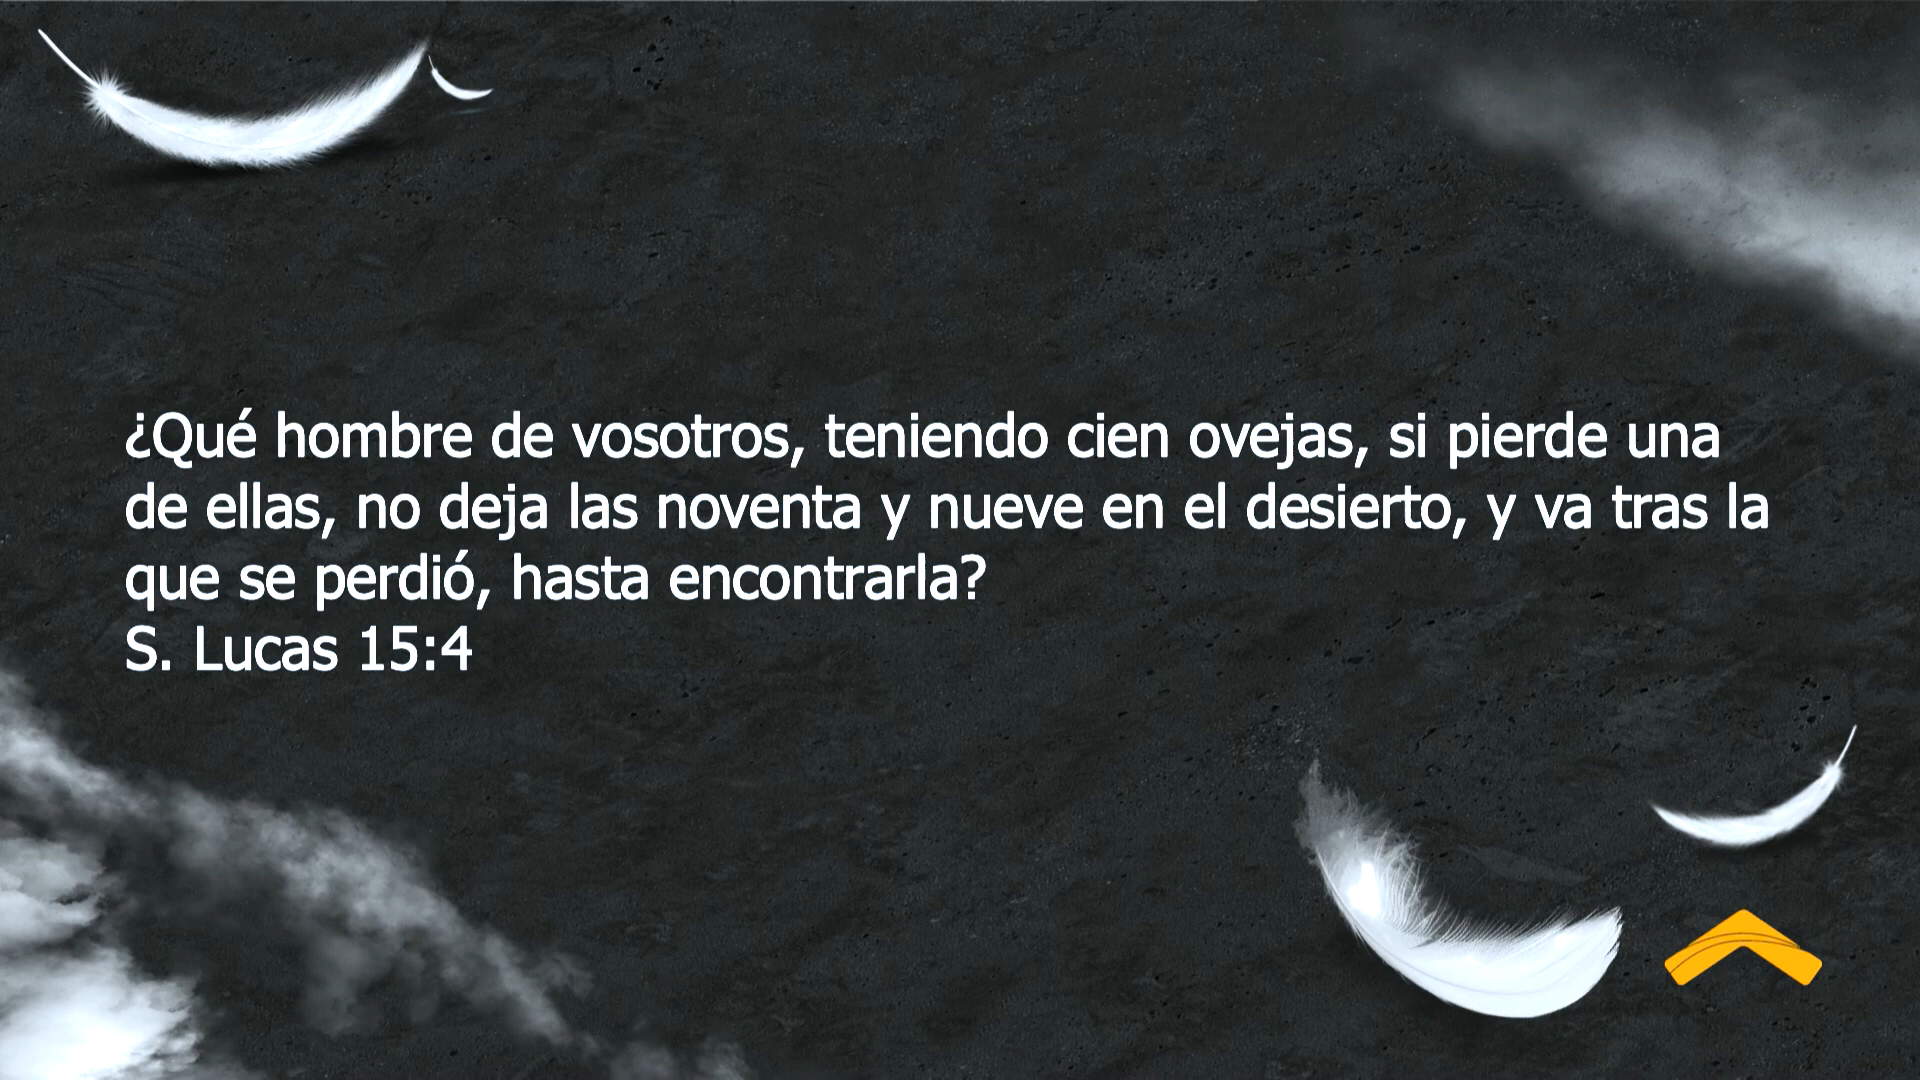 ¿Qué hombre de vosotros, teniendo cien ovejas, si pierde una
de ellas, no deja las noventa y nueve en el desierto, y va tras la
que se perdió, hasta encontrarla?
S. Lucas 15:4